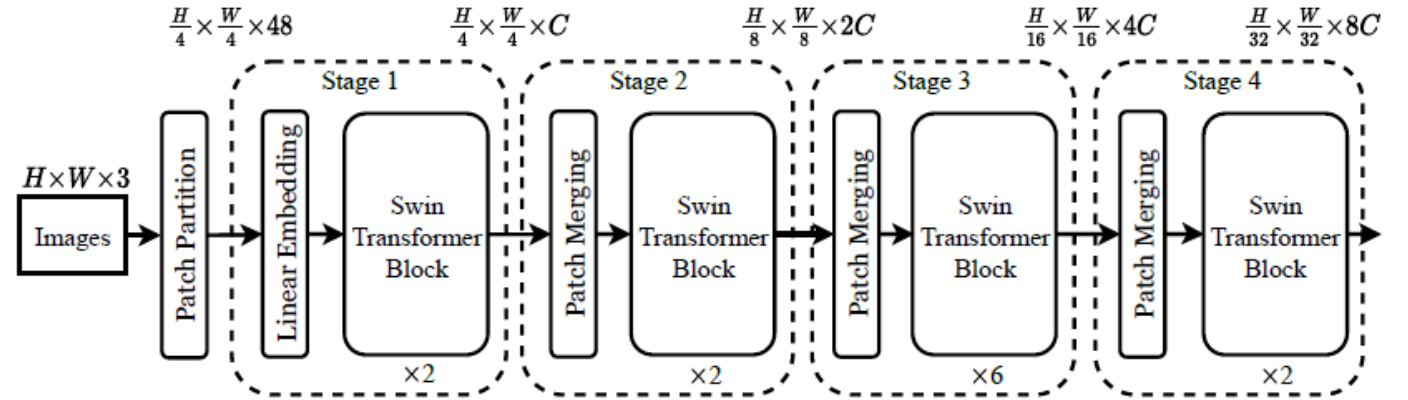 H/4 × W/4 × 48
H/4 × W/4 × C
H/8 × W/8 × 2C
H/16 × W/16 × 4C
H/32 × W/32 × 8C
Stage 1
Stage 2
Stage 3
Stage 4
H×W×3
Images
Patch Partition
Linear Embedding
Swin
Transformer
Block
×2
Patch Merging
Swin
Transformer
Block
×2
Patch Merging
Swin
Transformer
Block
×6
Patch Merging
Swin
Transformer
Block
×2